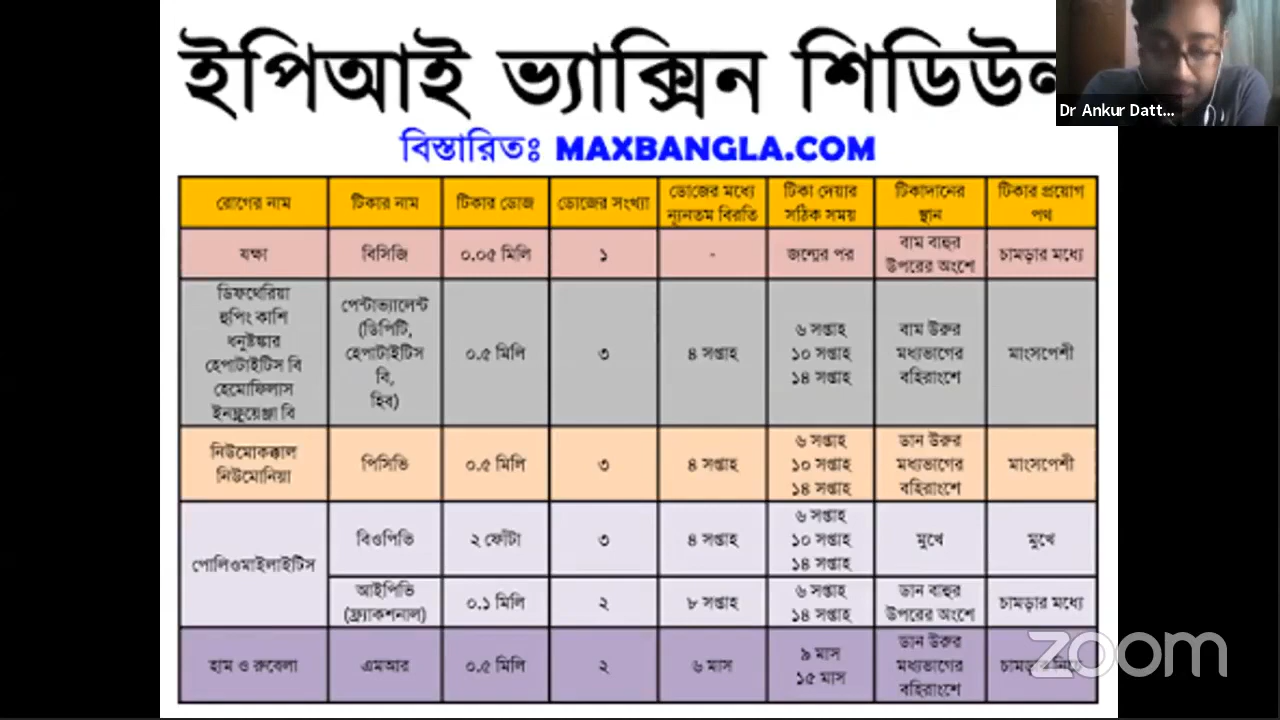 ইপিআই ভ্যাক্সিন শিডিউল
Dr Ankur Datt...
বিস্তারিতঃ MAXBANGLA.COM
রোগের নাম
টিকার নাম
টিকার ডোজ
ডোজের সংখ্যা
ডোজের মধ্যে
ন্যূনতম বিরতি
টিকা দেয়ার
সঠিক সময়
টিকাদানের
স্থান
টিকার প্রয়োগ
পথ
যক্ষা
বিসিজি
০.০৫ মিলি
১
-
জন্মের পর
বাম বাহুর
উপরের অংশে
চামড়ার মধ্যে
ডিফথেরিয়া
হুপিং কাশি
ধনুষ্টঙ্কার
হেপাটাইটিস বি
হেমোফিলাস
ইনফ্লুয়েঞ্জা বি
পেন্টাভ্যালেন্ট
(ডিপিটি,
হেপাটাইটিস
বি,
হিব)
০.৫ মিলি
৩
৪ সপ্তাহ
৬ সপ্তাহ
১০ সপ্তাহ
১৪ সপ্তাহ
বাম উরুর
মধ্যভাগের
বহিরাংশে
মাংসপেশী
নিউমোকক্কাল
নিউমোনিয়া
পিসিভি
০.৫ মিলি
৩
৪ সপ্তাহ
৬ সপ্তাহ
১০ সপ্তাহ
১৪ সপ্তাহ
ডান উরুর
মধ্যভাগের
বহিরাংশে
মাংসপেশী
পোলিওমাইলাইটিস
বিওপিভি
২ ফোঁটা
৩
৪ সপ্তাহ
৬ সপ্তাহ
১০ সপ্তাহ
১৪ সপ্তাহ
মুখে
মুখে
আইপিভি
(ফ্র্যাকশনাল)
০.১ মিলি
২
৮ সপ্তাহ
৬ সপ্তাহ
১৪ সপ্তাহ
ডান বাহুর
উপরের অংশে
চামড়ার মধ্যে
হাম ও রুবেলা
এমআর
০.৫ মিলি
২
৬ মাস
৯ মাস
১৫ মাস
ডান উরুর
মধ্যভাগের
বহিরাংশে
zoom